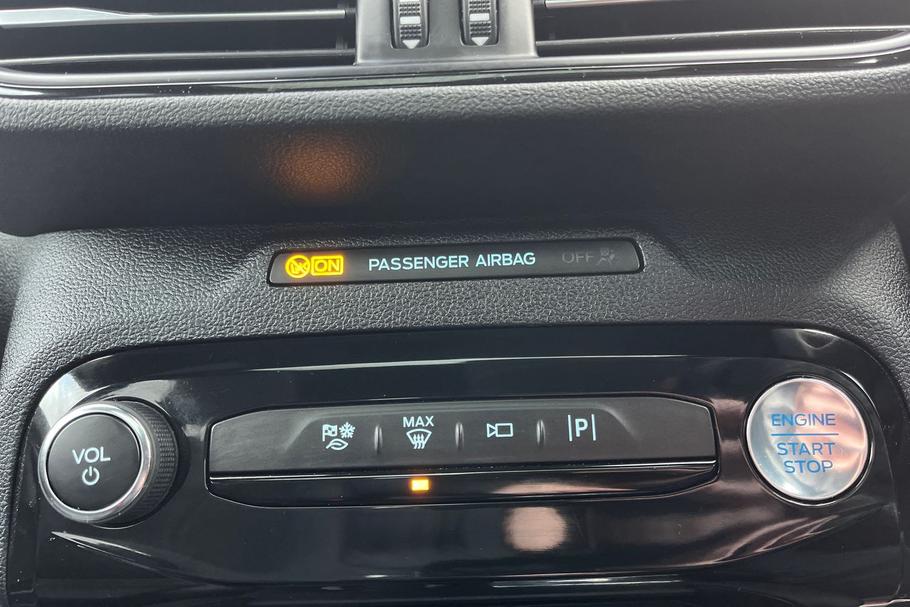 ON PASSENGER AIRBAG OFF
VOL
MAX
P
ENGINE
START
STOP